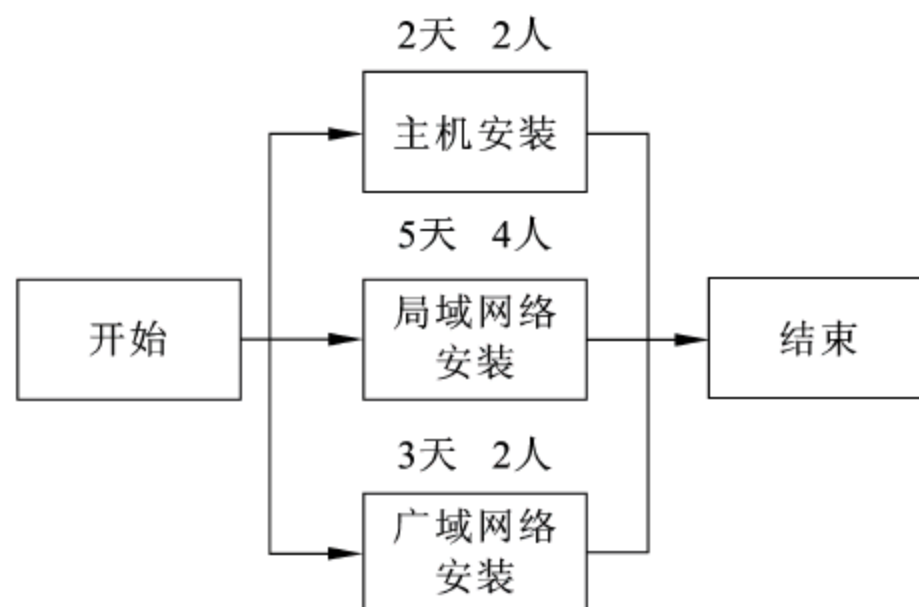 2天 2人
主机安装
5天 4人
开始
局域网络
安装
结束
3天 2人
广域网络
安装